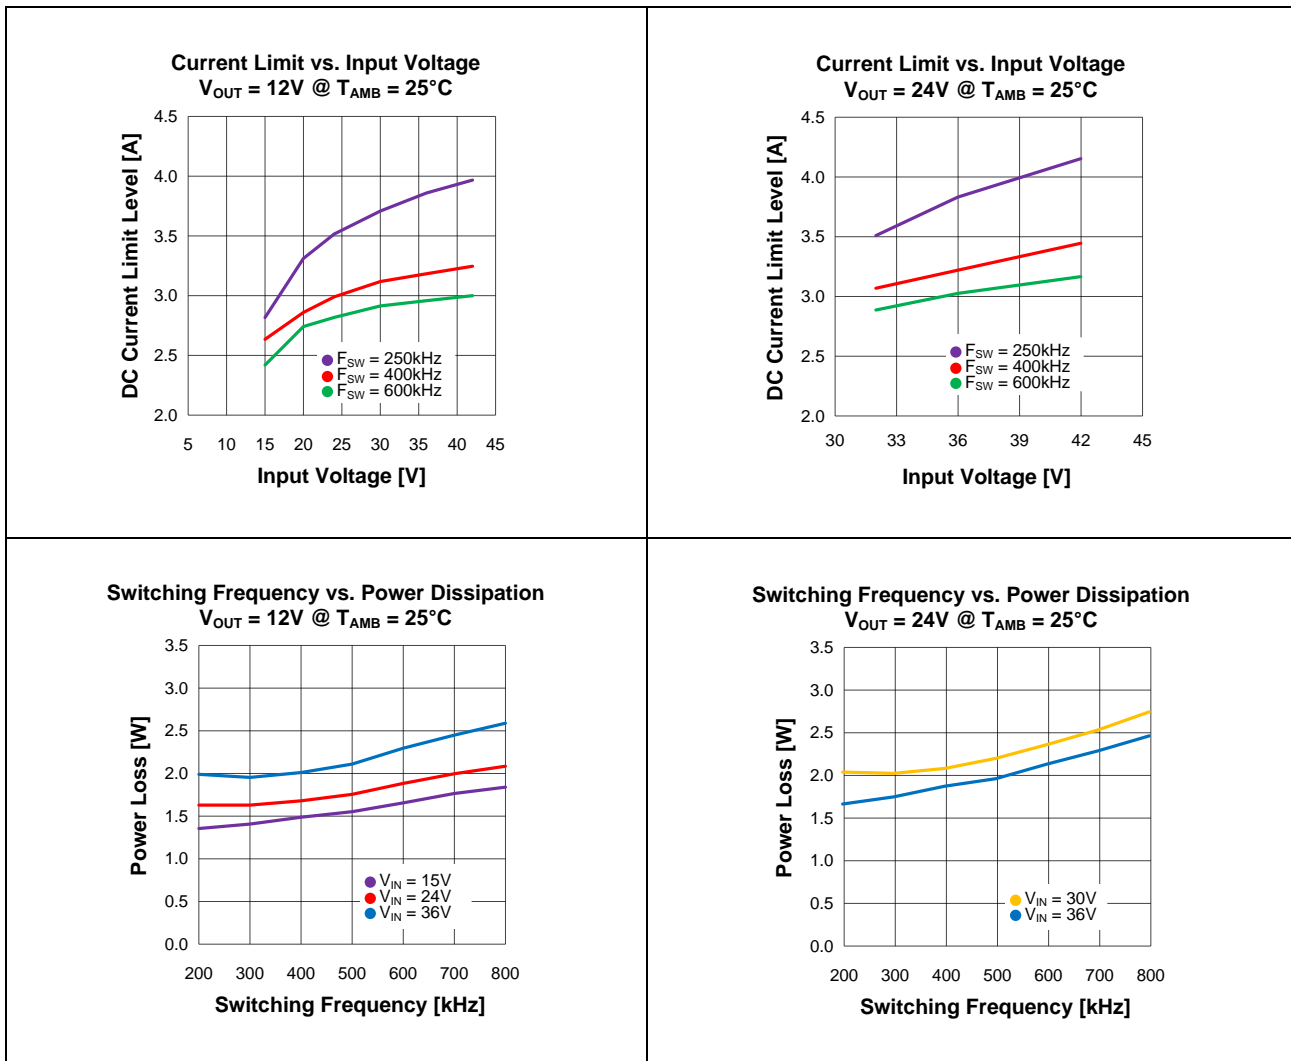 Current Limit vs. Input Voltage
VOUT = 12V @ TAMB = 25°C
DC Current Limit Level [A]
4.5
4.0
3.5
3.0
2.5
2.0
FSW = 250kHz
FSW = 400kHz
FSW = 600kHz
5 10 15 20 25 30 35 40 45
Input Voltage [V]
Current Limit vs. Input Voltage
VOUT = 24V @ TAMB = 25°C
DC Current Limit Level [A]
4.5
4.0
3.5
3.0
2.5
2.0
FSW = 250kHz
FSW = 400kHz
FSW = 600kHz
30 33 36 39 42 45
Input Voltage [V]
Switching Frequency vs. Power Dissipation
VOUT = 12V @ TAMB = 25°C
Power Loss [W]
3.5
3.0
2.5
2.0
1.5
1.0
0.5
0.0
VIN = 15V
VIN = 24V
VIN = 36V
200 300 400 500 600 700 800
Switching Frequency [kHz]
Switching Frequency vs. Power Dissipation
VOUT = 24V @ TAMB = 25°C
Power Loss [W]
3.5
3.0
2.5
2.0
1.5
1.0
0.5
0.0
VIN = 30V
VIN = 36V
200 300 400 500 600 700 800
Switching Frequency [kHz]